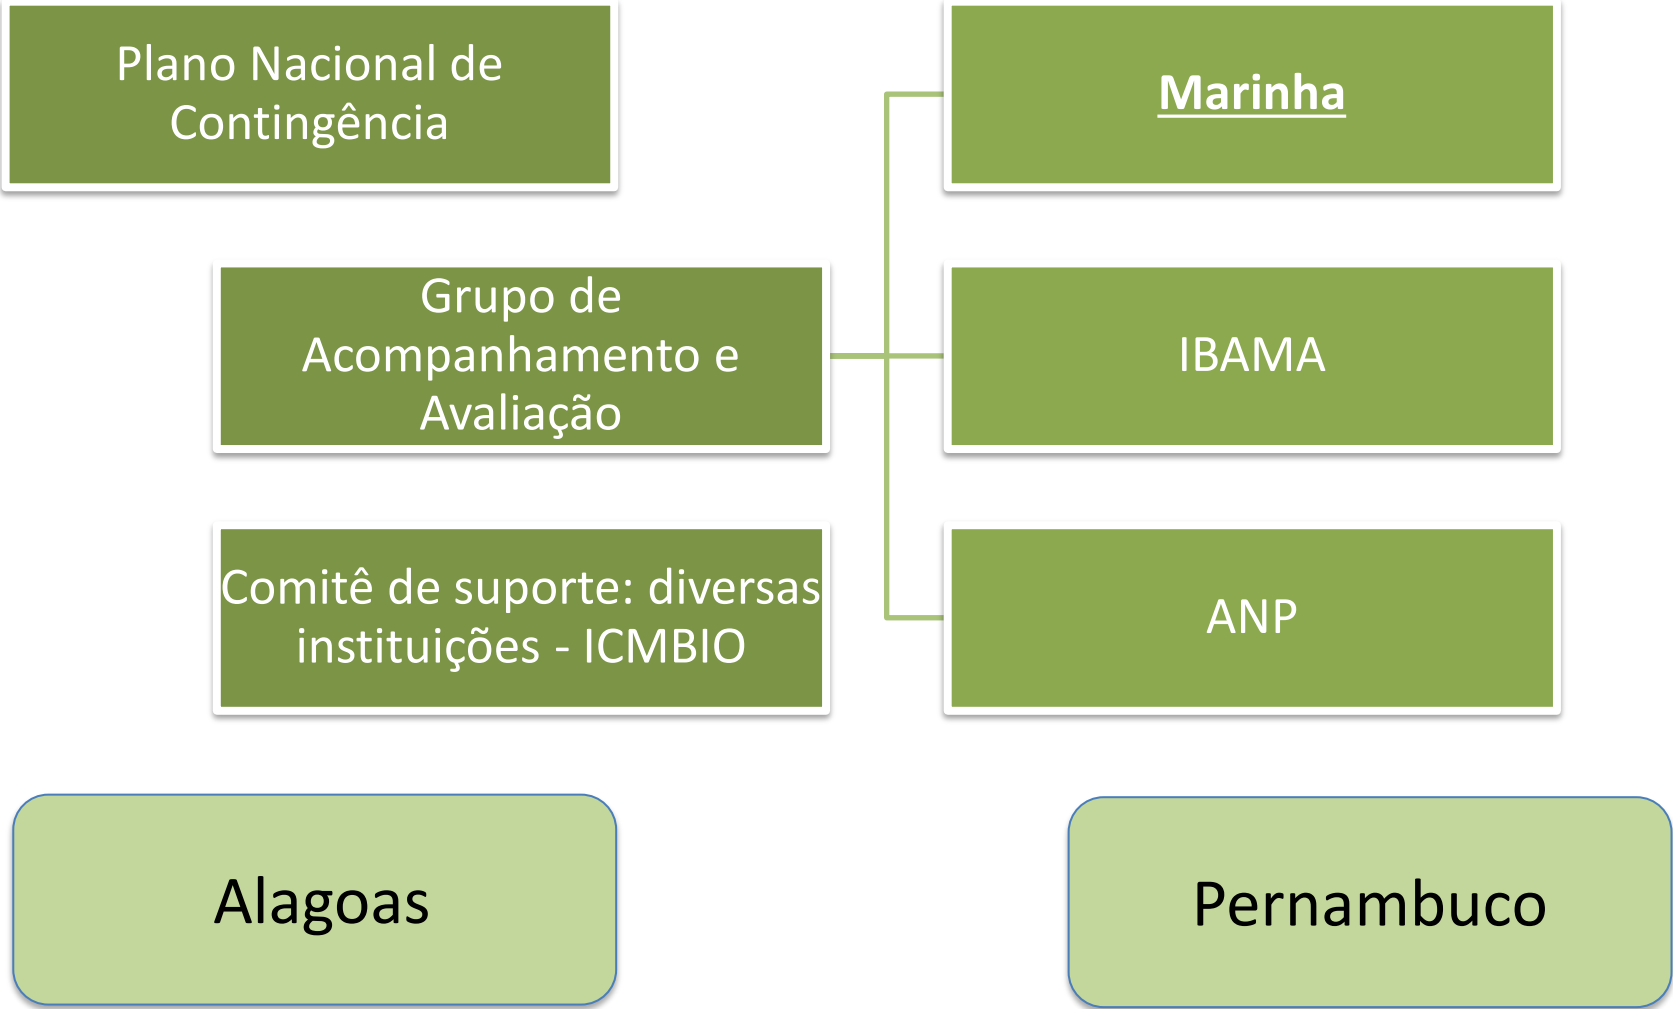 Plano Nacional de
Contingência
Marinha
Grupo de
Acompanhamento e
Avaliação
IBAMA
Comitê de suporte: diversas
instituições - ICMBIO
ANP
Alagoas
Pernambuco